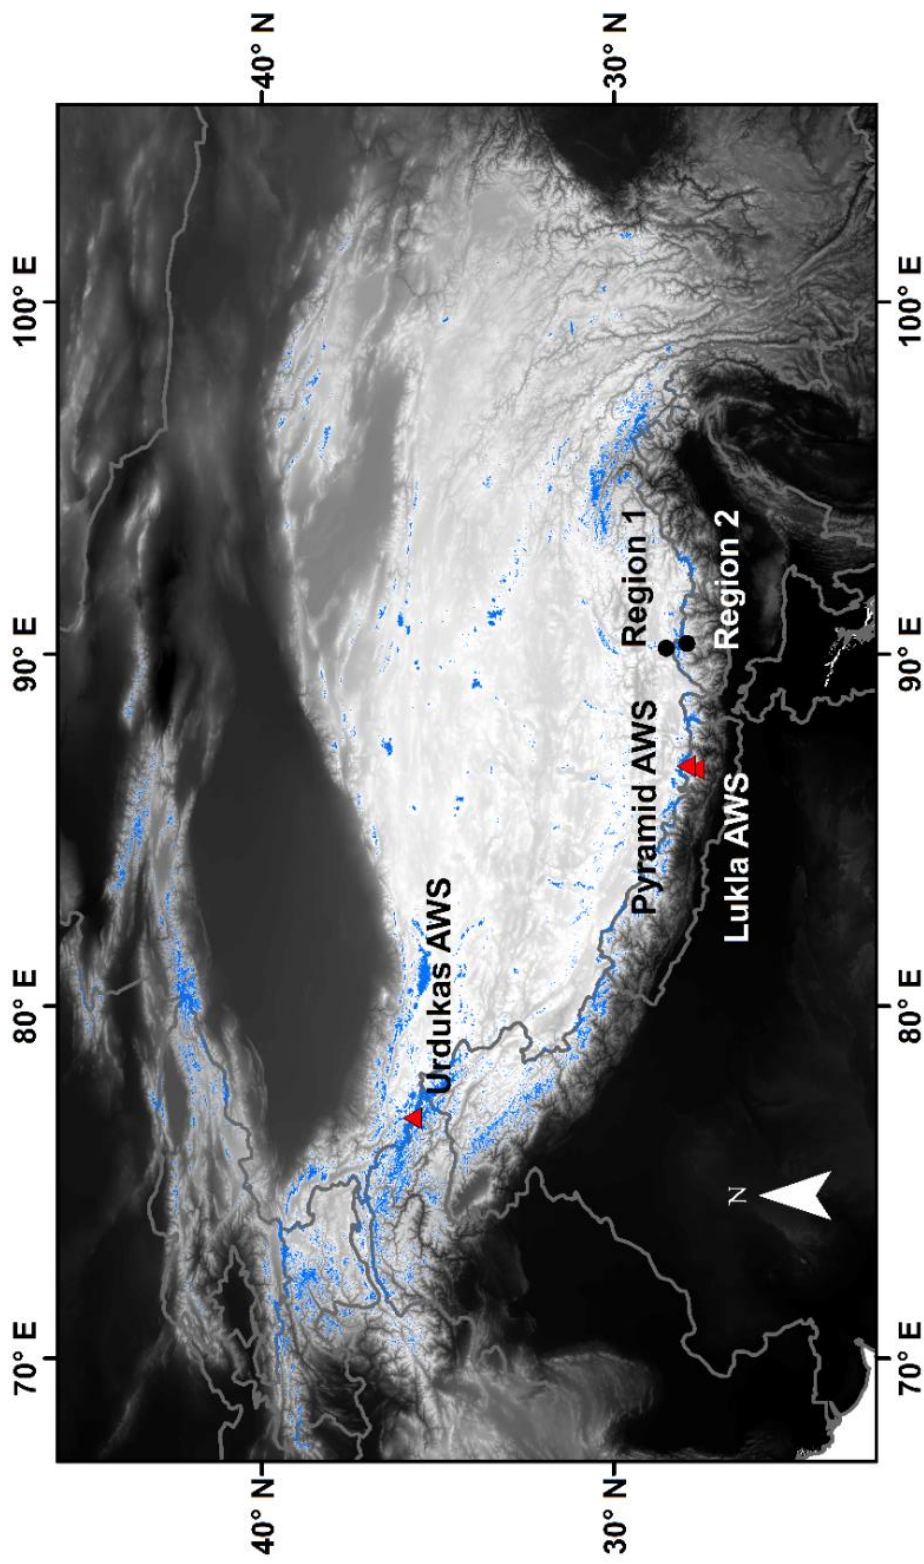 70° E
80° E
90° E
100° E
40° N
40° N
30° N
30° N
Urdukas AWS
Pyramid AWS
Lukla AWS
Region 1
Region 2
N
70° E
80° E
90° E
100° E